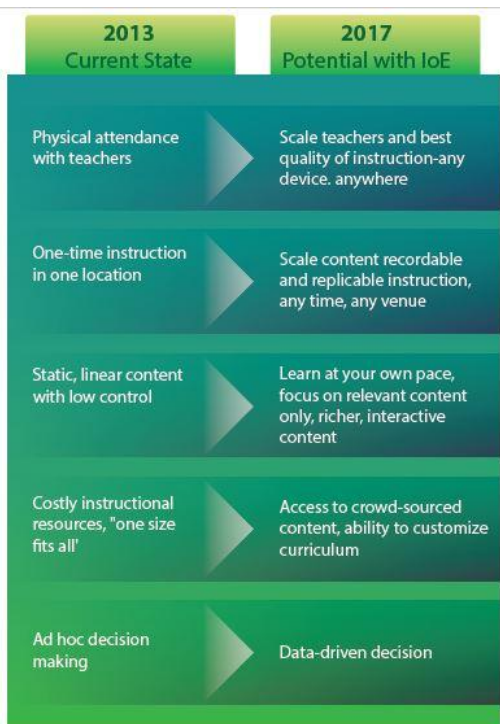 2013
Current State
2017
Potential with IoE
Physical attendance
with teachers
Scale teachers and best
quality of instruction-any
device. anywhere
One-time instruction
in one location
Scale content recordable
and replicable instruction,
any time, any venue
Static, linear content
with low control
Learn at your own pace,
focus on relevant content
only, richer, interactive
content
Costly instructional
resources, "one size
fits all'
Access to crowd-sourced
content, ability to customize
curriculum
Ad hoc decision
making
Data-driven decision